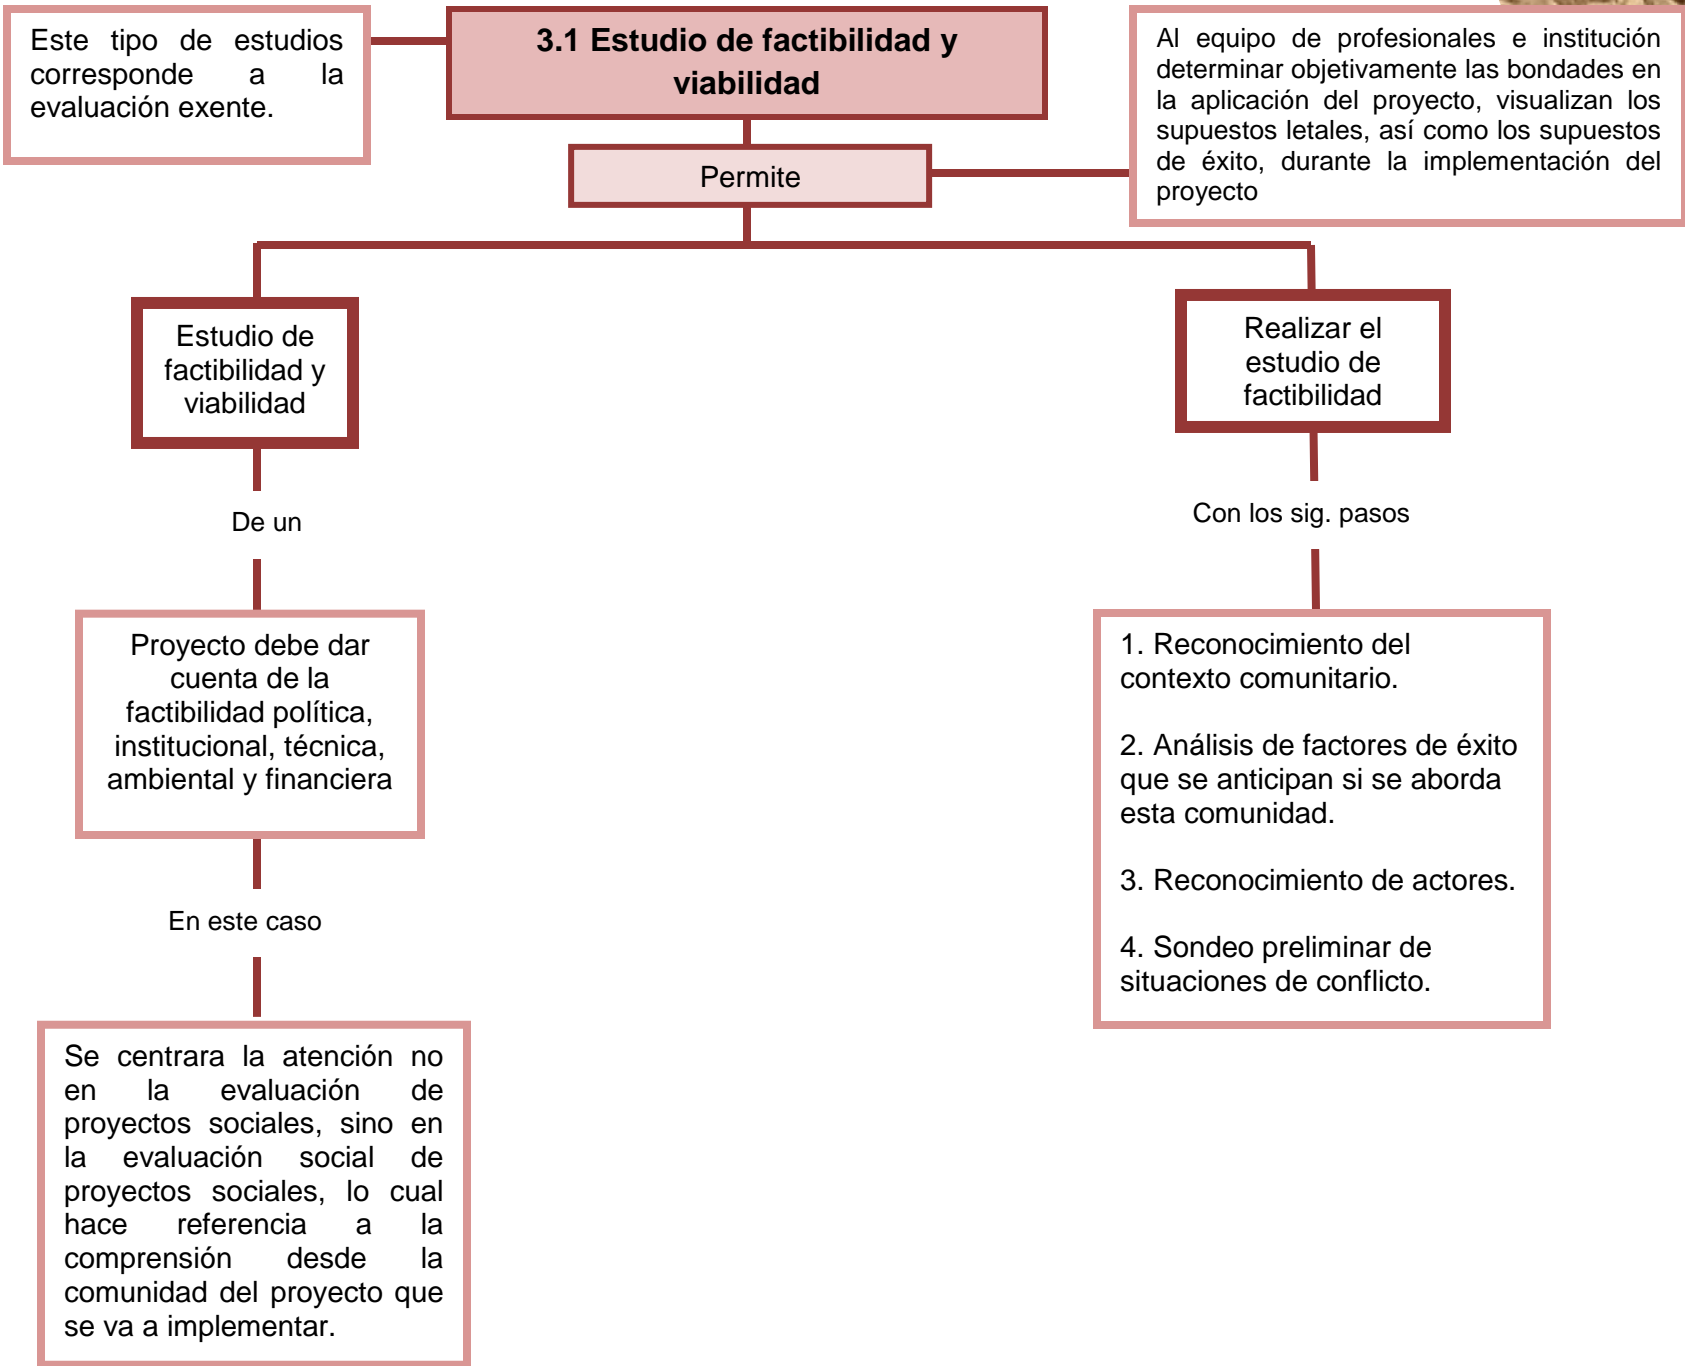 Este tipo de estudios
corresponde a la
evaluación exente.
3.1 Estudio de factibilidad y
viabilidad
Al equipo de profesionales e institución
determinar objetivamente las bondades en
la aplicación del proyecto, visualizan los
supuestos letales, así como los supuestos
de éxito, durante la implementación del
proyecto
Permite
Estudio de
factibilidad y
viabilidad
De un
Proyecto debe dar
cuenta de la
factibilidad política,
institucional, técnica,
ambiental y financiera
En este caso
Se centrara la atención no
en la evaluación de
proyectos sociales, sino en
la evaluación social de
proyectos sociales, lo cual
hace referencia a la
comprensión desde la
comunidad del proyecto que
se va a implementar.
Realizar el
estudio de
factibilidad
Con los sig. pasos
1. Reconocimiento del
contexto comunitario.
2. Análisis de factores de éxito
que se anticipan si se aborda
esta comunidad.
3. Reconocimiento de actores.
4. Sondeo preliminar de
situaciones de conflicto.